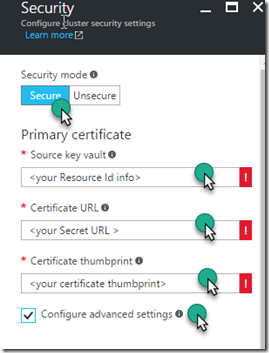 Security
Configure cluster security settings
Learn more
Security mode
Secure Unsecure
Primary certificate
* Source key vault
<your Resource Id info> !
* Certificate URL
<your Secret URL > !
* Certificate thumbprint
<your certificate thumbprint> !
Configure advanced settings